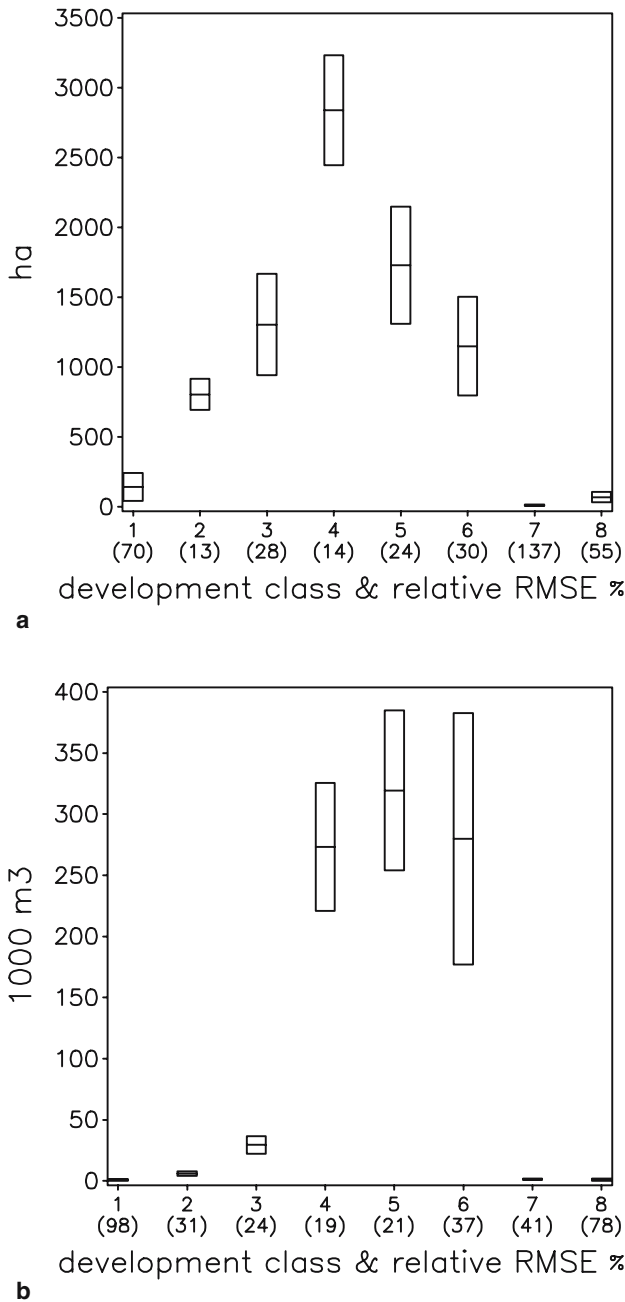 3500
3000
2500
2000
1500
1000
500
0
ha
1 2 3 4 5 6 7 8
(70) (13) (28) (14) (24) (30) (137) (55)
development class & relative RMSE %
a
400
350
300
250
200
150
100
50
0
1000 m3
1 2 3 4 5 6 7 8
(98) (31) (24) (19) (21) (37) (41) (78)
development class & relative RMSE %
b